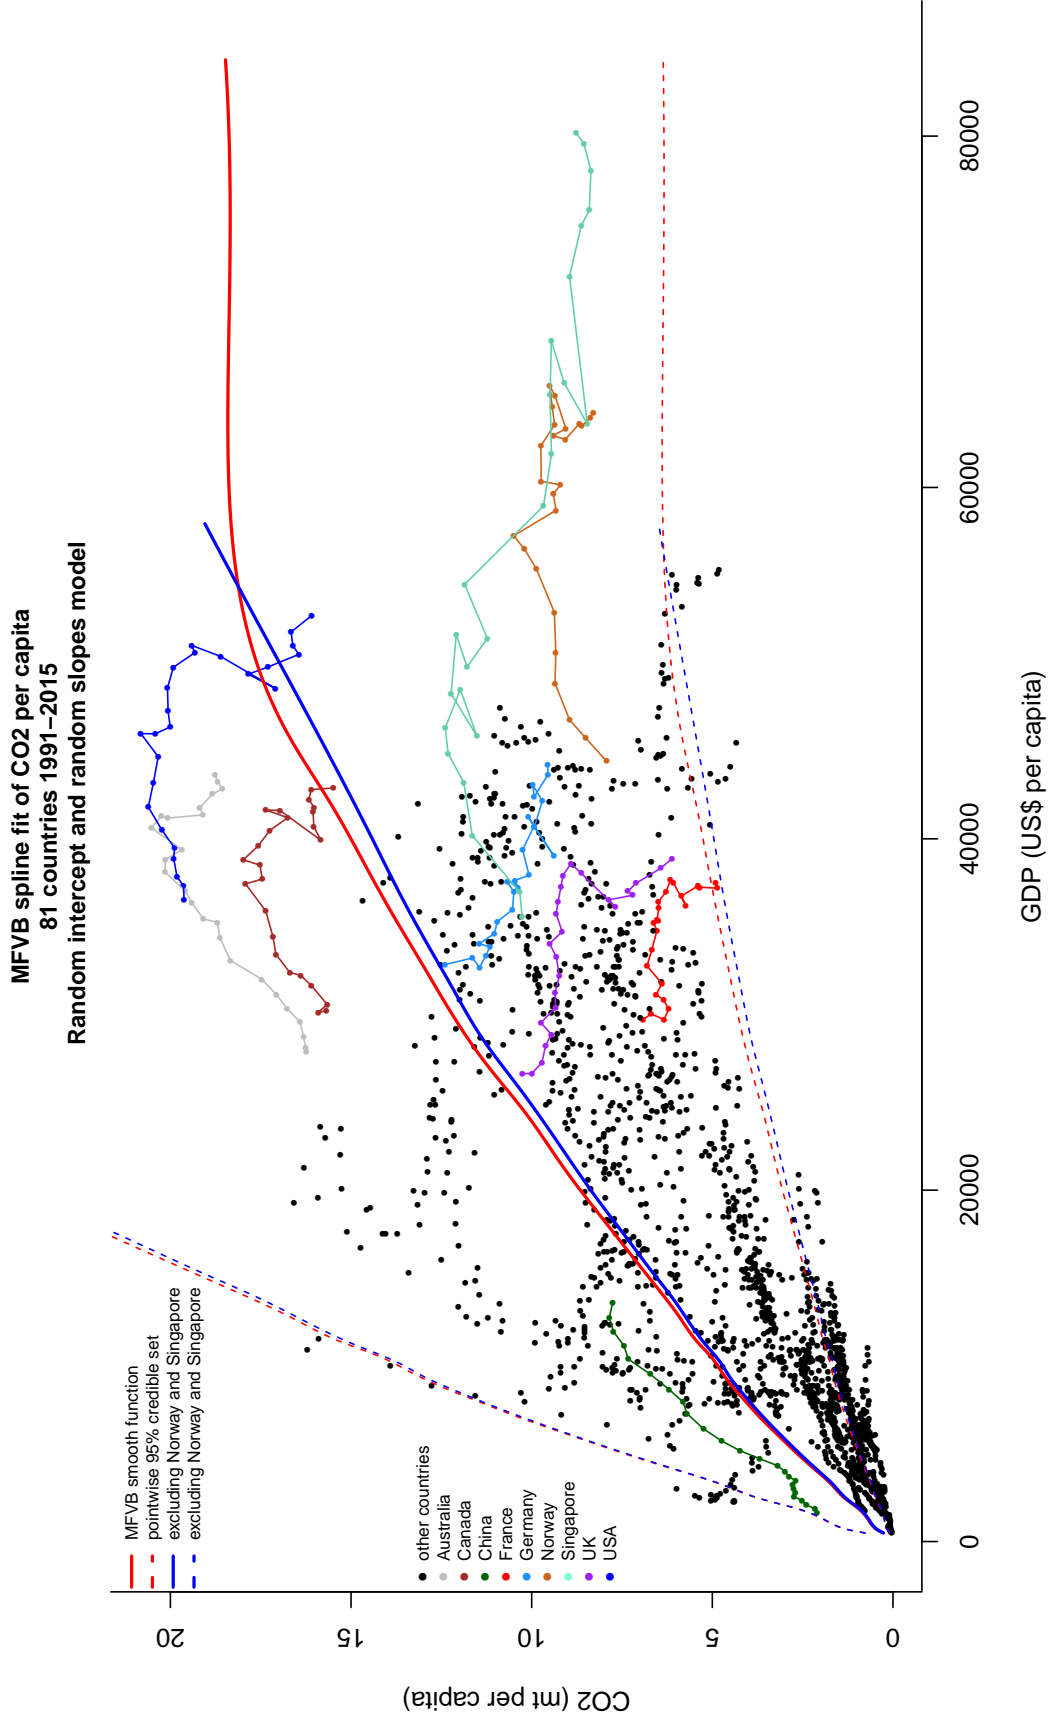 MFVB spline fit of CO2 per capita
81 countries 1991–2015
Random intercept and random slopes model
MFVB smooth function
pointwise 95% credible set
excluding Norway and Singapore
excluding Norway and Singapore
other countries
Australia
Canada
China
France
Germany
Norway
Singapore
UK
USA
CO2 (mt per capita)
0
5
10
15
20
0
20000
40000
60000
80000
GDP (US$ per capita)